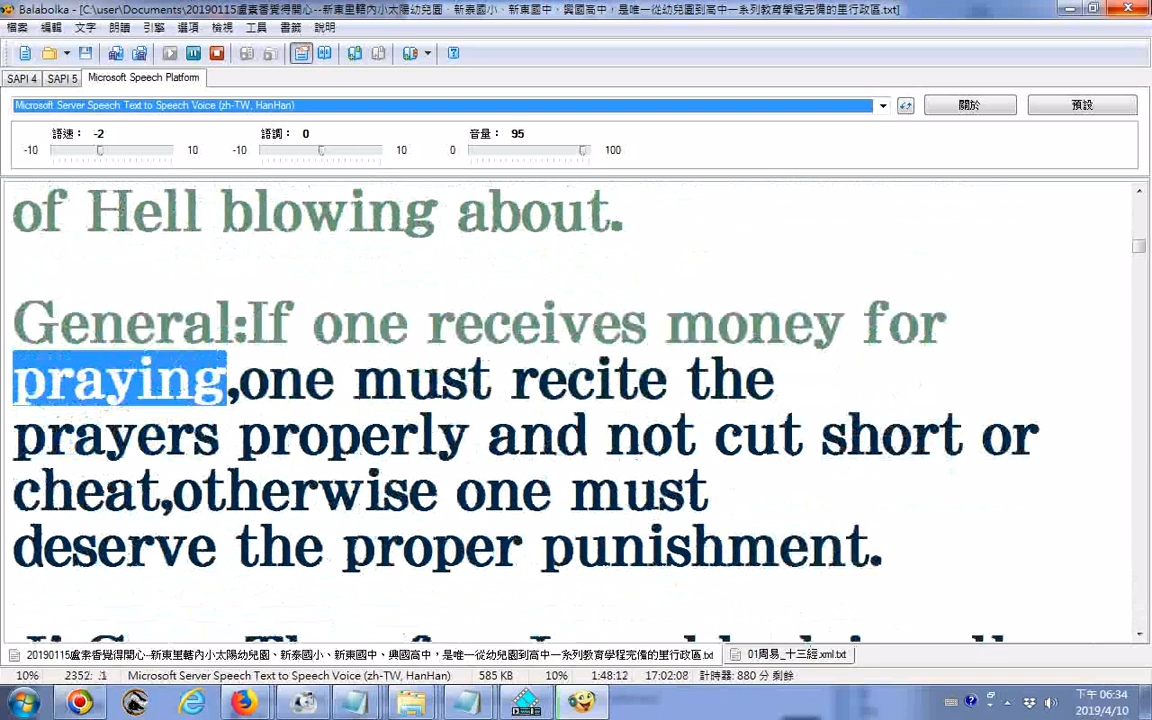 Balabolka - [C:\user\Documents\20190115盧素香覺得開心--新東里轄內小太陽幼兒園、新泰國小、新東國中、興國高中，是唯一從幼兒園到高中一系列教育學程完備的里行政區.txt]
檔案 編輯 文字 朗讀 引擎 選項 檢視 工具 書籤 說明
SAPI 4 SAPI 5 Microsoft Speech Platform
Microsoft Server Speech Text to Speech Voice (zh-TW, HanHan) 關於 預設
語速： -2 語調： 0 音量： 95
-10 10 -10 10 0 100
of Hell blowing about.
General:If one receives money for
praying,one must recite the
prayers properly and not cut short or
cheat,otherwise one must
deserve the proper punishment.
20190115盧素香覺得開心--新東里轄內小太陽幼兒園、新泰國小、新東國中、興國高中，是唯一從幼兒園到高中一系列教育學程完備的里行政區.txt 01周易_十三經.xml.txt
10% 2352: 1 Microsoft Server Speech Text to Speech Voice (zh-TW, HanHan) 585 KB 10% 1:48:12 17:02:08 計時器: 880 分 剩餘
下午 06:34
2019/4/10